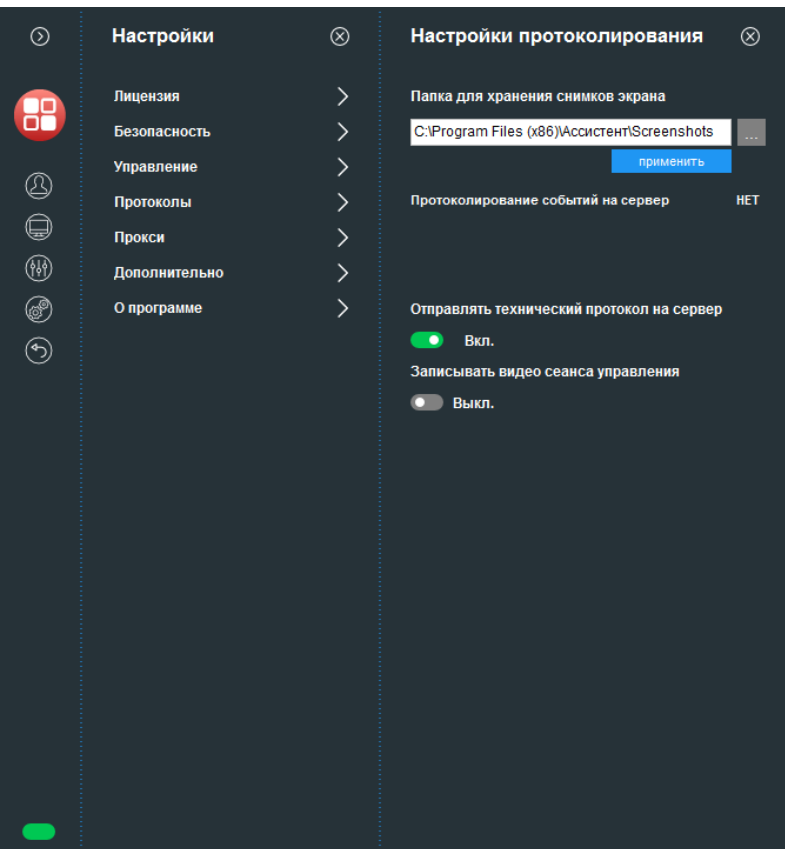 Настройки
Лицензия
Безопасность
Управление
Протоколы
Прокси
Дополнительно
О программе
Настройки протоколирования
Папка для хранения снимков экрана
C:\Program Files (x86)\Ассистент\Screenshots
...
применить
Протоколирование событий на сервер НЕТ
Отправлять технический протокол на сервер
Вкл.
Записывать видео сеанса управления
Выкл.